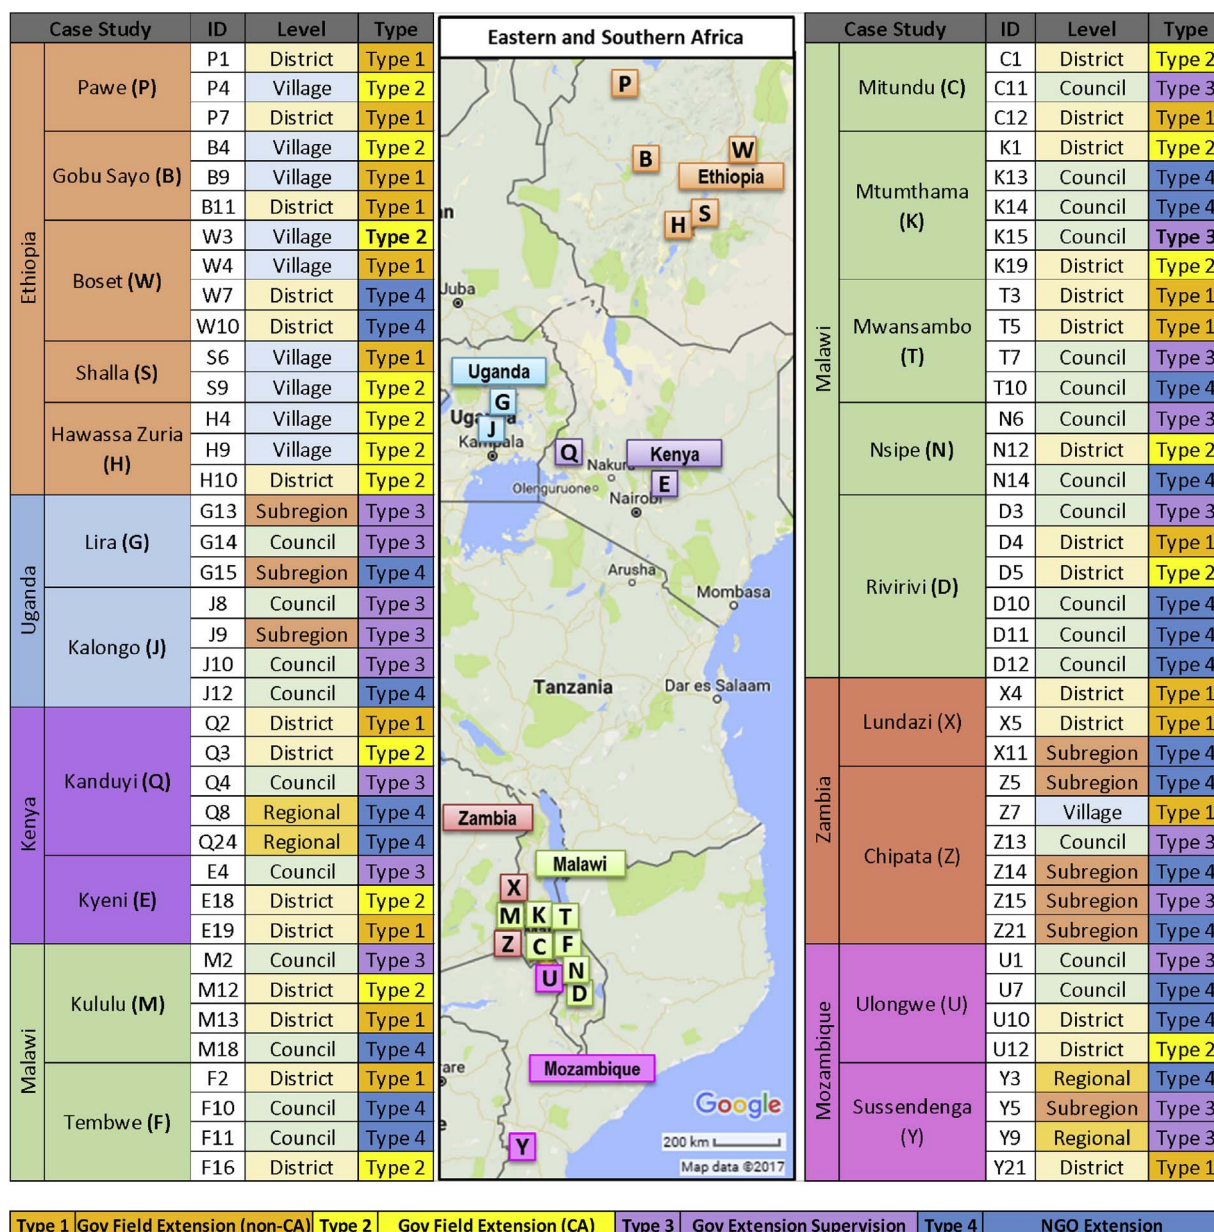 Case Study ID Level Type
Ethiopia
Pawe (P)
P1 District Type 1
P4 Village Type 2
P7 District Type 1
Gobu Sayo (B)
B4 Village Type 2
B9 Village Type 1
B11 District Type 1
Boset (W)
W3 Village Type 2
W4 Village Type 1
W7 District Type 4
W10 District Type 4
Shalla (S)
S6 Village Type 1
S9 Village Type 2
Hawassa Zuria
(H)
H4 Village Type 2
H9 Village Type 2
H10 District Type 2
Uganda
Lira (G)
G13 Subregion Type 3
G14 Council Type 3
G15 Subregion Type 4
Kalongo (J)
J8 Council Type 3
J9 Subregion Type 3
J10 Council Type 3
J12 Council Type 4
Kenya
Kanduyi (Q)
Q2 District Type 1
Q3 District Type 2
Q4 Council Type 3
Q8 Regional Type 4
Q24 Regional Type 4
Kyeni (E)
E4 Council Type 3
E18 District Type 2
E19 District Type 1
Malawi
Kululu (M)
M2 Council Type 3
M12 District Type 2
M13 District Type 1
M18 Council Type 4
Tembwe (F)
F2 District Type 1
F10 Council Type 4
F11 Council Type 4
F16 District Type 2
Eastern and Southern Africa
P
B W
Ethiopia
S
H
Juba
Uganda
G
J
Kampala
Q
Nakuru
Kenya
E
Olenguruone
Nairobi
Arusha
Mombasa
Tanzania
Dar es Salaam
Zambia
Malawi
X
M K T
Z C F
U N
D
Mozambique
Google
200 km
Y
Map data ©2017
Case Study ID Level Type
Malawi
Mitundu (C)
C1 District Type 2
C11 Council Type 3
C12 District Type 1
Mtumthama
(K)
K1 District Type 2
K13 Council Type 4
K14 Council Type 4
K15 Council Type 3
K19 District Type 2
Mwansambo
(T)
T3 District Type 1
T5 District Type 1
T7 Council Type 3
T10 Council Type 4
Nsipe (N)
N6 Council Type 3
N12 District Type 2
N14 Council Type 4
Rivirivi (D)
D3 Council Type 3
D4 District Type 1
D5 District Type 2
D10 Council Type 4
D11 Council Type 4
D12 Council Type 4
Zambia
Lundazi (X)
X4 District Type 1
X5 District Type 1
X11 Subregion Type 4
Chipata (Z)
Z5 Subregion Type 4
Z7 Village Type 1
Z13 Council Type 3
Z14 Subregion Type 4
Z15 Subregion Type 3
Z21 Subregion Type 4
Mozambique
Ulongwe (U)
U1 Council Type 3
U7 Council Type 4
U10 District Type 4
U12 District Type 2
Sussendenga
(Y)
Y3 Regional Type 4
Y5 Subregion Type 3
Y9 Regional Type 3
Y21 District Type 1
Type 1 Gov Field Extension (non-CA) Type 2 Gov Field Extension (CA) Type 3 Gov Extension Supervision Type 4 NGO Extension